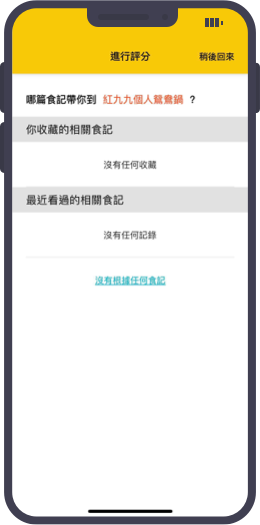 進行評分
稍後回來
哪篇食記帶你到 紅九九個人鴛鴦鍋 ?
你收藏的相關食記
沒有任何收藏
最近看過的相關食記
沒有任何記錄
沒有根據任何食記